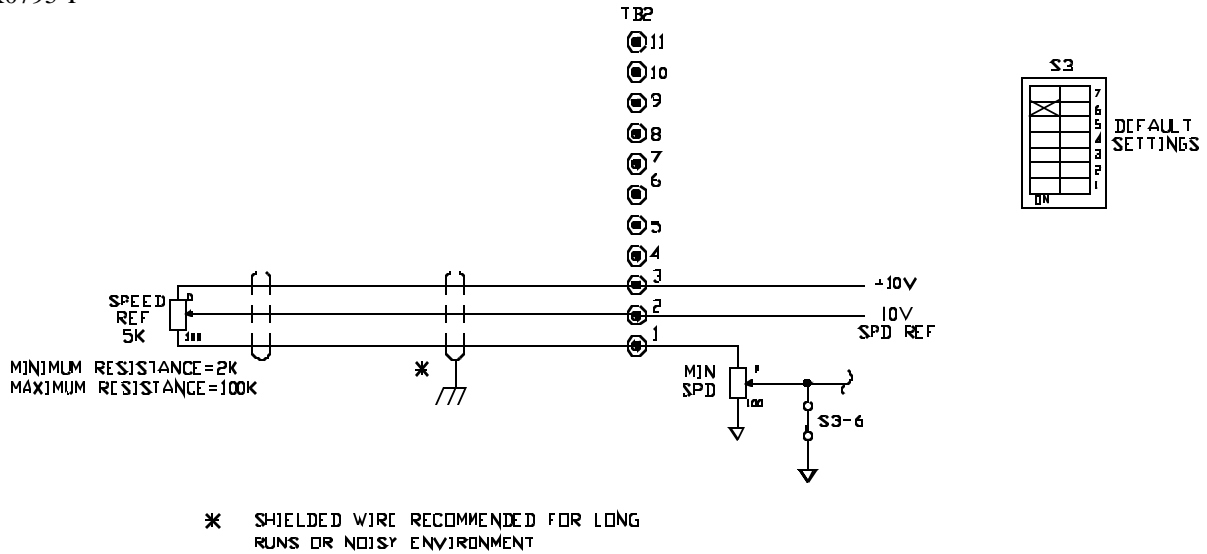 TB2
11
10
9
8
7
6
5
4
3
2
1
S3
7
6
5
4
3
2
1
ON
DEFAULT
SETTINGS
+10V
10V
SPD REF
SPEED
REF
5K
0
100
MINIMUM RESISTANCE=2K
MAXIMUM RESISTANCE=100K
*
MIN
SPD
100
S3-6
* SHIELDED WIRE RECOMMENDED FOR LONG
RUNS OR NOISY ENVIRONMENT